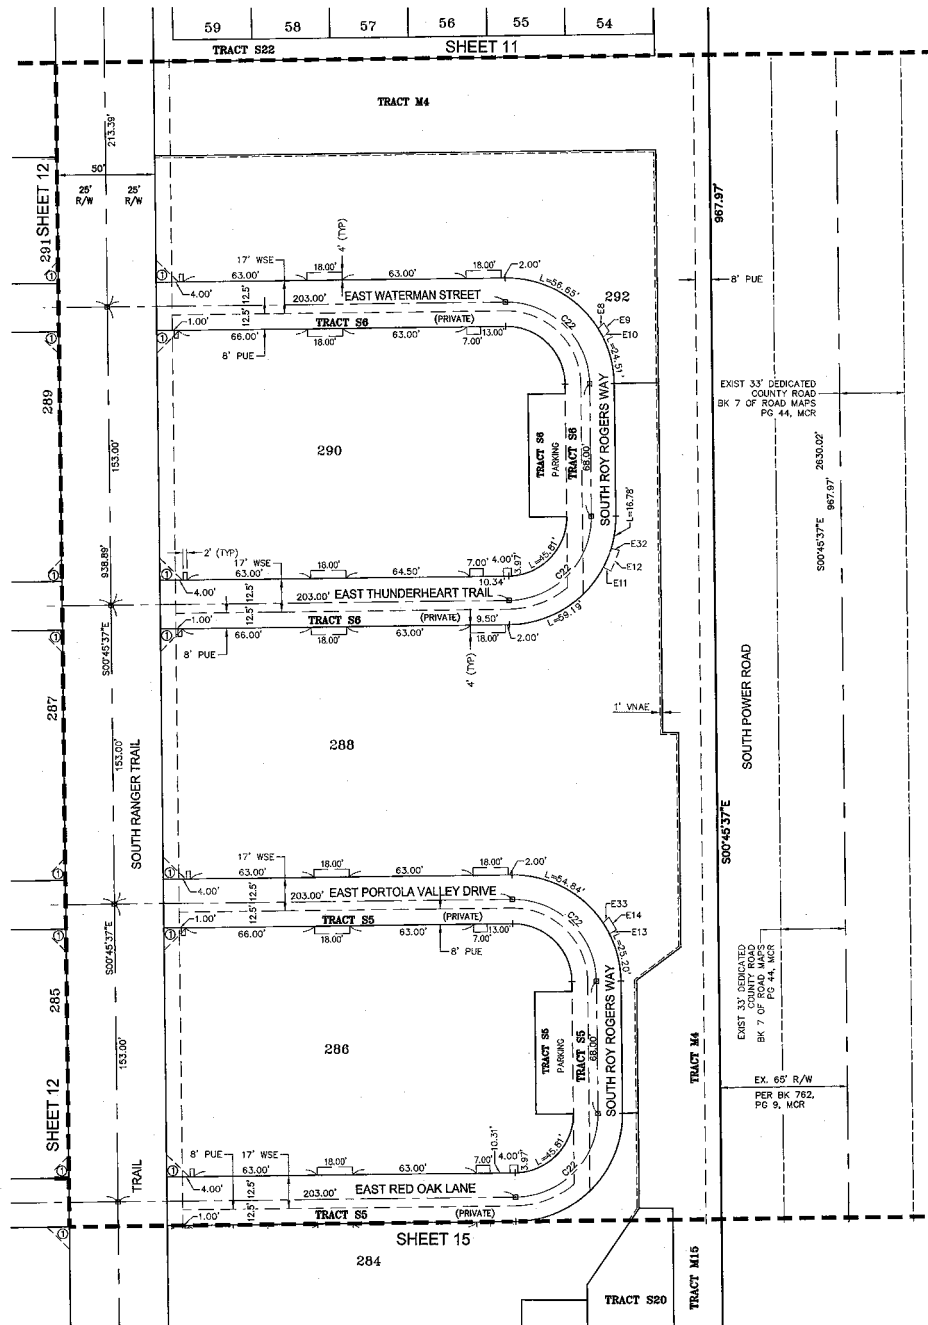 59
58
57
56
55
54
TRACT S22
SHEET 11
TRACT M4
213.39'
50'
25'
R/W
25'
R/W
291
SHEET 12
967.97'
17' WSE
18.00'
4' (TYP)
18.00'
2.00'
63.00'
63.00'
L=56.65'
8' PUE
4.00'
12.5'
203.00'
EAST WATERMAN STREET
292
E8
E9
E10
1.00'
12.5'
TRACT S6
(PRIVATE)
13.00'
C22
L=24.51'
66.00'
18.00'
63.00'
7.00'
8' PUE
289
EXIST 33' DEDICATED
COUNTY ROAD
BK 7 OF ROAD MAPS
PG 44, MCR
153.00'
290
TRACT S6
PARKING
TRACT S6
68.00'
SOUTH ROY ROGERS WAY
2630.02'
967.97'
S00°45'37"E
L=16.78'
938.89'
2' (TYP)
17' WSE
18.00'
7.00'
4.00'
3.97'
L=45.81'
E32
E12
E11
63.00'
64.50'
10.34'
4.00'
12.5'
203.00'
EAST THUNDERHEART TRAIL
C22
1.00'
12.5'
TRACT S6
(PRIVATE)
9.50'
L=59.19'
66.00'
18.00'
63.00'
18.00'
2.00'
8' PUE
4' (TYP)
S00°45'37"E
287
1' VNAE
SOUTH POWER ROAD
153.00'
288
SOUTH RANGER TRAIL
S00°45'37"E
17' WSE
18.00'
18.00'
2.00'
63.00'
63.00'
L=54.84'
4.00'
12.5'
203.00'
EAST PORTOLA VALLEY DRIVE
E33
E14
E13
1.00'
12.5'
TRACT S5
(PRIVATE)
13.00'
C22
L=25.20'
66.00'
18.00'
63.00'
7.00'
8' PUE
S00°45'37"E
285
EXIST 33' DEDICATED
COUNTY ROAD
BK 7 OF ROAD MAPS
PG 44, MCR
153.00'
286
TRACT S5
PARKING
TRACT S5
68.00'
SOUTH ROY ROGERS WAY
TRACT M4
EX. 65' R/W
PER BK 762,
PG 9, MCR
SHEET 12
TRAIL
8' PUE
17' WSE
18.00'
7.00'
10.31'
4.00'
3.97'
L=45.81'
63.00'
63.00'
4.00'
12.5'
203.00'
EAST RED OAK LANE
C22
1.00'
12.5'
TRACT S5
(PRIVATE)
SHEET 15
284
TRACT S20
TRACT M15